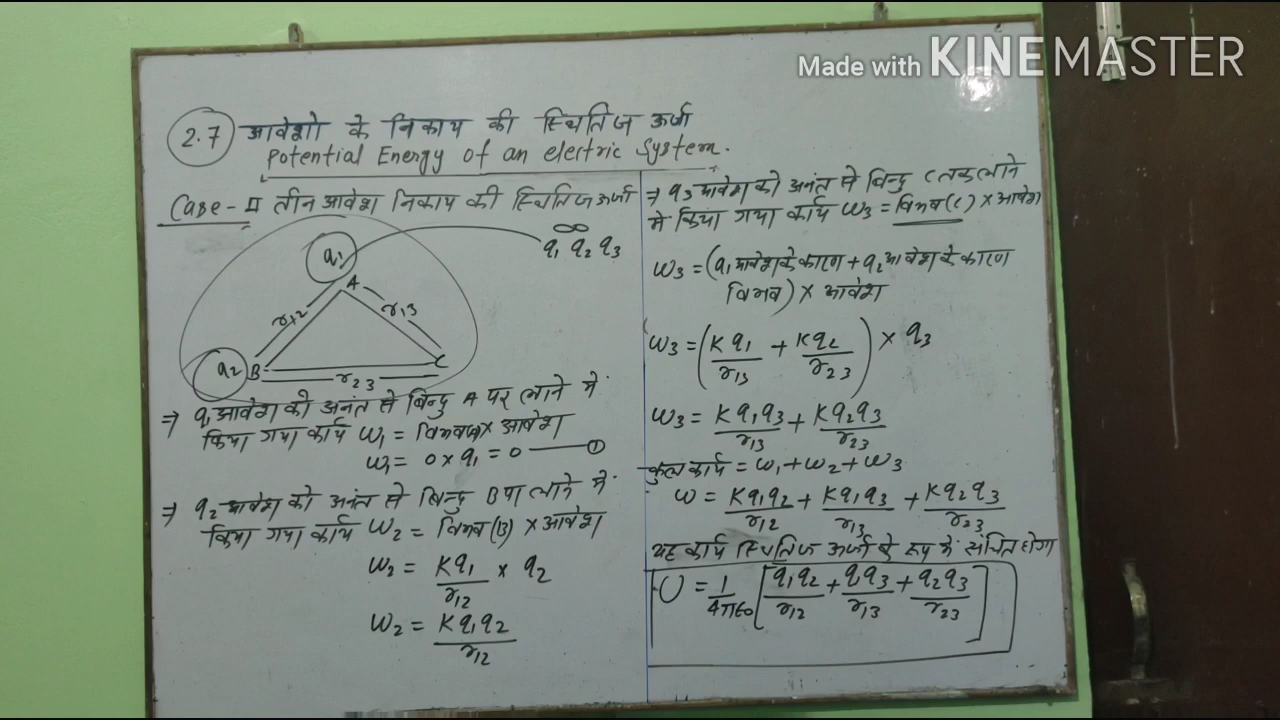 Made with KINEMASTER
2.7 आवेशो के निकाय की स्थितिज ऊर्जा
Potential Energy of an electric System.
Case-II तीन आवेश निकाय की स्थितिज ऊर्जा
∞
q₁ q₂ q₃
q₁
A
r₁₂
r₁₃
q₂ B
C
r₂₃
⇒ q₁ आवेश को अनंत से बिन्दु A पर लाने मे
किया गया कार्य W₁ = विभव × आवेश
W₁ = 0 × q₁ = 0 — ①
⇒ q₂ आवेश को अनंत से बिन्दु B पर लाने मे
किया गया कार्य W₂ = विभव (B) × आवेश
W₂ = Kq₁/r₁₂ × q₂
W₂ = Kq₁q₂/r₁₂
⇒ q₃ आवेश को अनंत से बिन्दु C तक लाने
मे किया गया कार्य W₃ = विभव (C) × आवेश
W₃ = (q₁ आवेश के कारण + q₂ आवेश के कारण
विभव) × आवेश
W₃ = (Kq₁/r₁₃ + Kq₂/r₂₃) × q₃
W₃ = Kq₁q₃/r₁₃ + Kq₂q₃/r₂₃
कुल कार्य = W₁ + W₂ + W₃
W = Kq₁q₂/r₁₂ + Kq₁q₃/r₁₃ + Kq₂q₃/r₂₃
यह कार्य स्थितिज ऊर्जा के रूप में संचित होगा
U = 1/4πε₀ [q₁q₂/r₁₂ + q₁q₃/r₁₃ + q₂q₃/r₂₃]